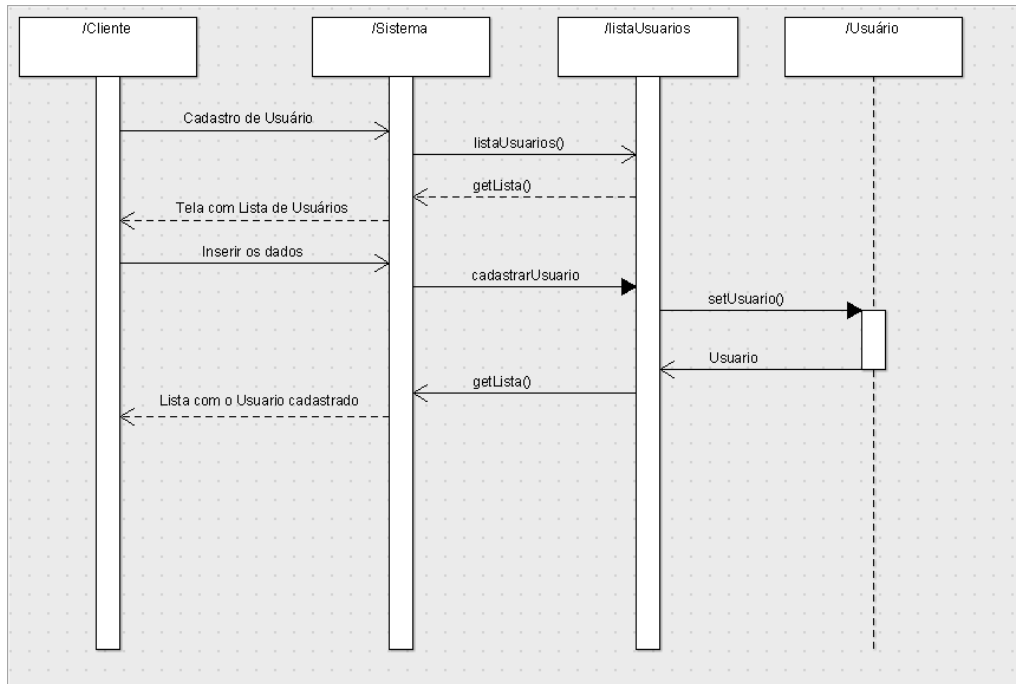 /Cliente
/Sistema
/listaUsuarios
/Usuário
Cadastro de Usuário
listaUsuarios()
getLista()
Tela com Lista de Usuários
Inserir os dados
cadastrarUsuario
setUsuario()
Usuario
getLista()
Lista com o Usuario cadastrado